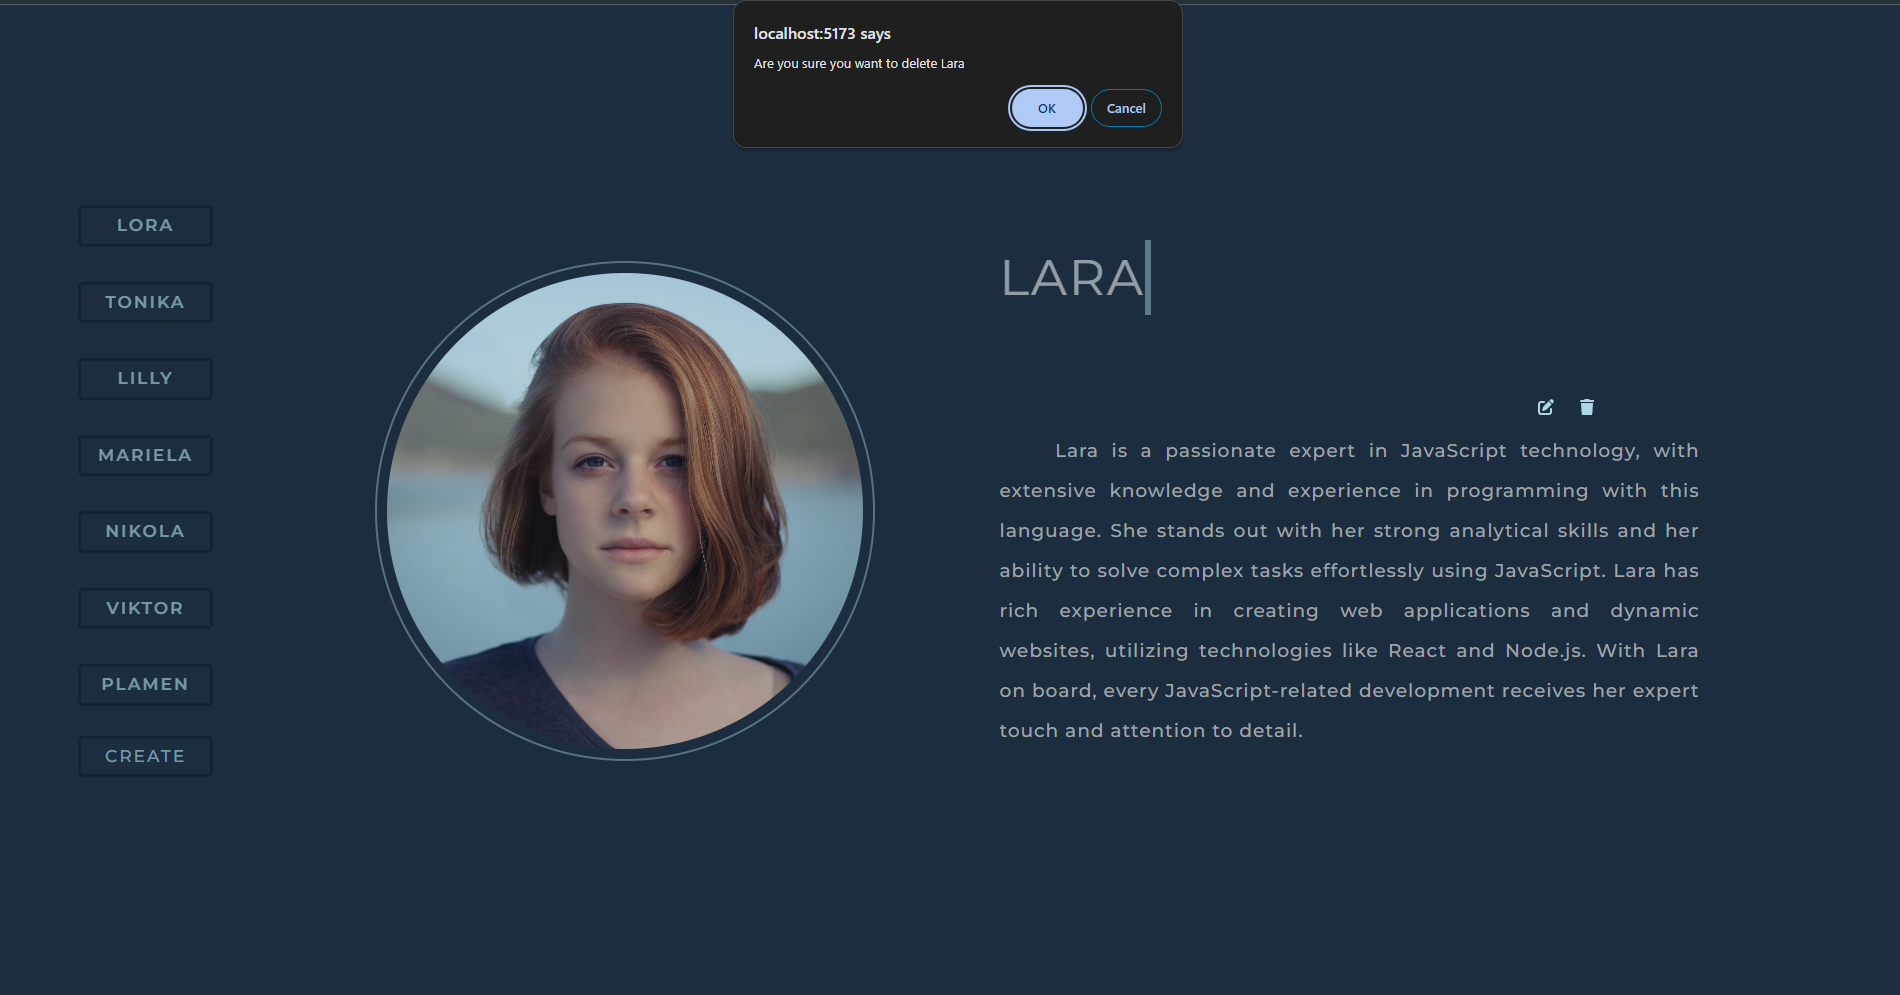 localhost:5173 says
Are you sure you want to delete Lara
OK
Cancel
LORA
TONIKA
LILLY
MARIELA
NIKOLA
VIKTOR
PLAMEN
CREATE
LARA
Lara is a passionate expert in JavaScript technology, with
extensive knowledge and experience in programming with this
language. She stands out with her strong analytical skills and her
ability to solve complex tasks effortlessly using JavaScript. Lara has
rich experience in creating web applications and dynamic
websites, utilizing technologies like React and Node.js. With Lara
on board, every JavaScript-related development receives her expert
touch and attention to detail.